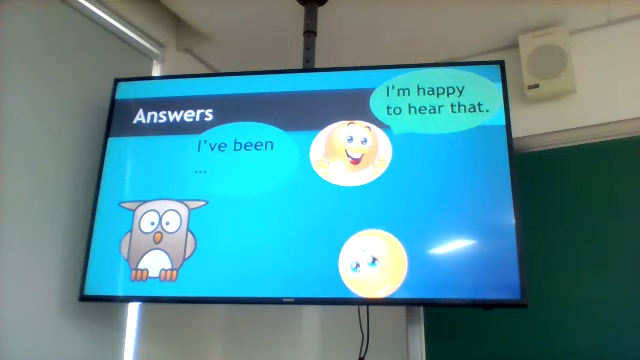 Answers
I've been
...
I'm happy
to hear that.